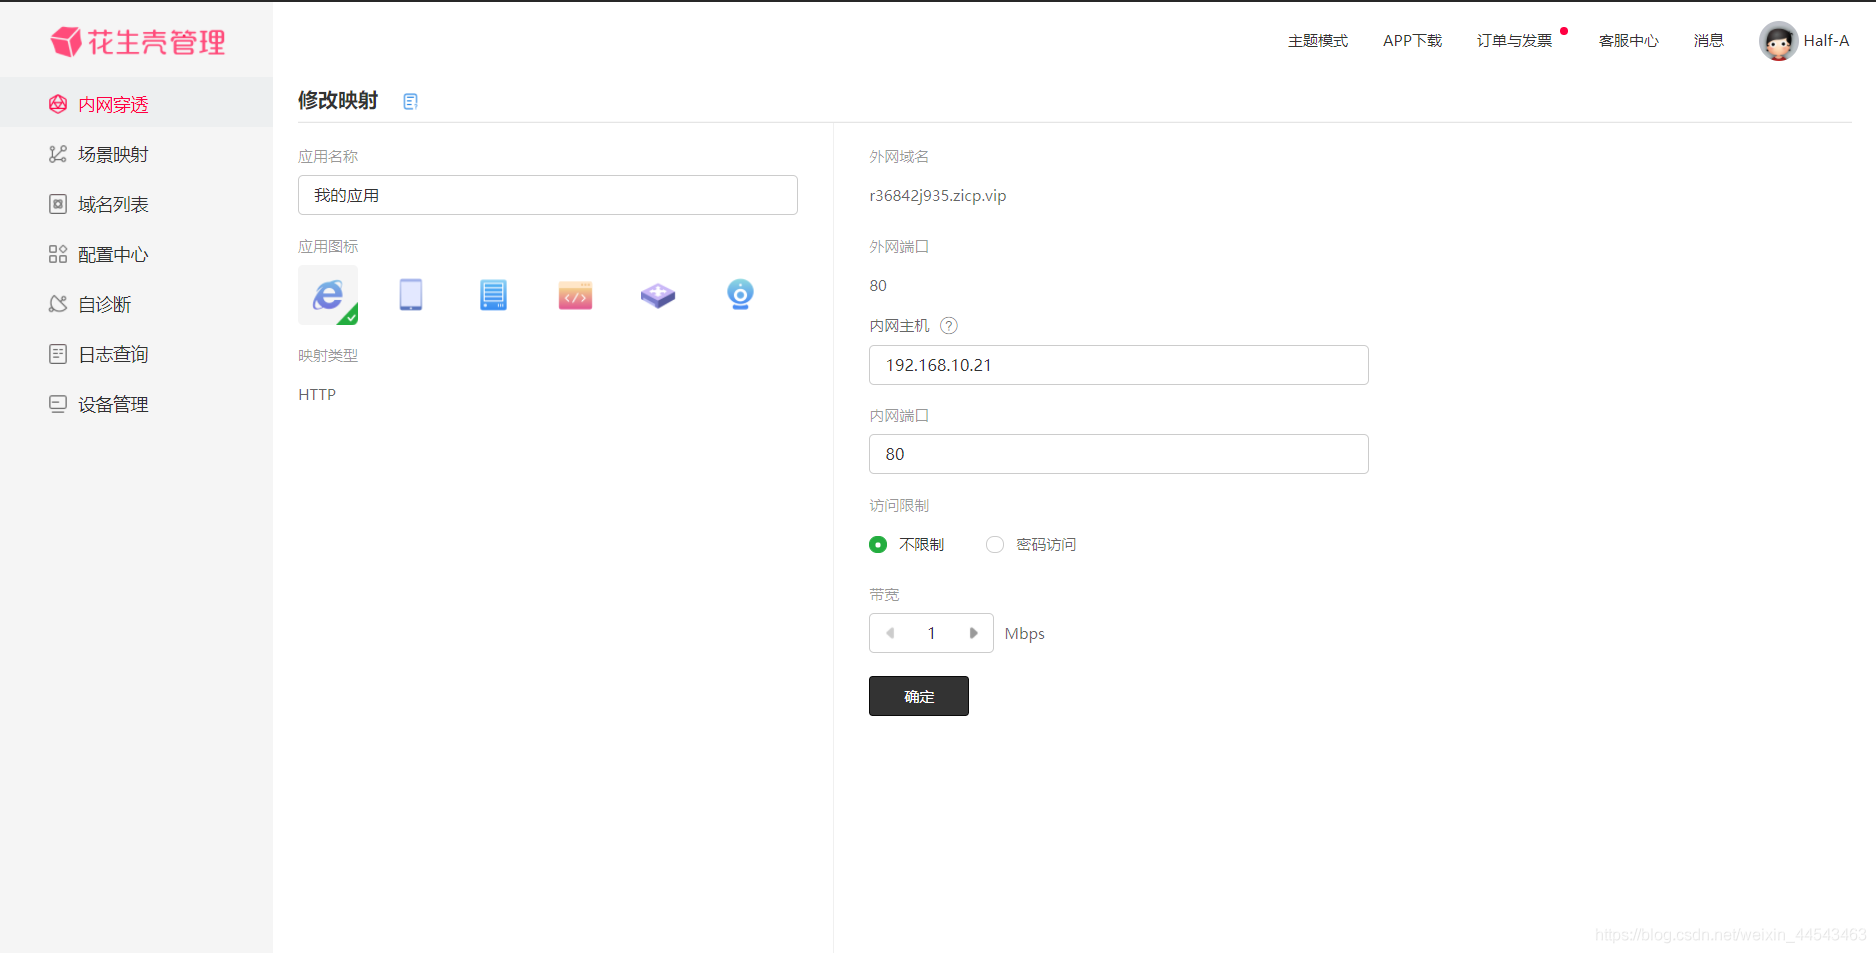 花生壳管理
主题模式
APP下载
订单与发票
客服中心
消息
Half-A
内网穿透
场景映射
域名列表
配置中心
自诊断
日志查询
设备管理
修改映射
应用名称
我的应用
应用图标
映射类型
HTTP
外网域名
r36842j935.zicp.vip
外网端口
80
内网主机 ?
192.168.10.21
内网端口
80
访问限制
不限制 密码访问
带宽
1 Mbps
确定
https://blog.csdn.net/weixin_44543463